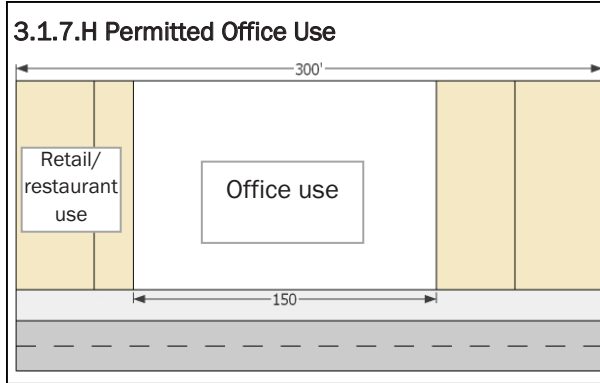 3.1.7.H Permitted Office Use
300'
Retail/
restaurant
use
Office use
150